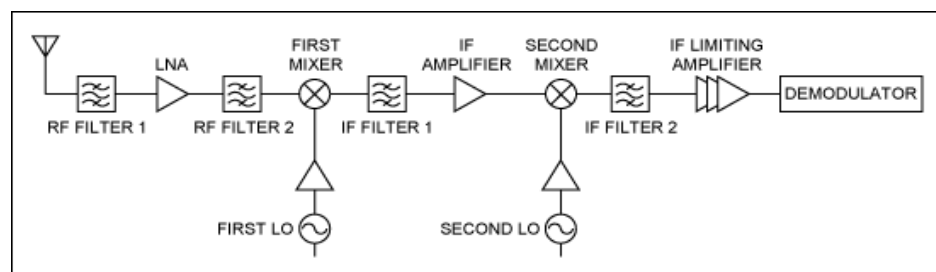 LNA
FIRST
MIXER
IF
AMPLIFIER
SECOND
MIXER
IF LIMITING
AMPLIFIER
DEMODULATOR
RF FILTER 1
RF FILTER 2
IF FILTER 1
IF FILTER 2
FIRST LO
SECOND LO